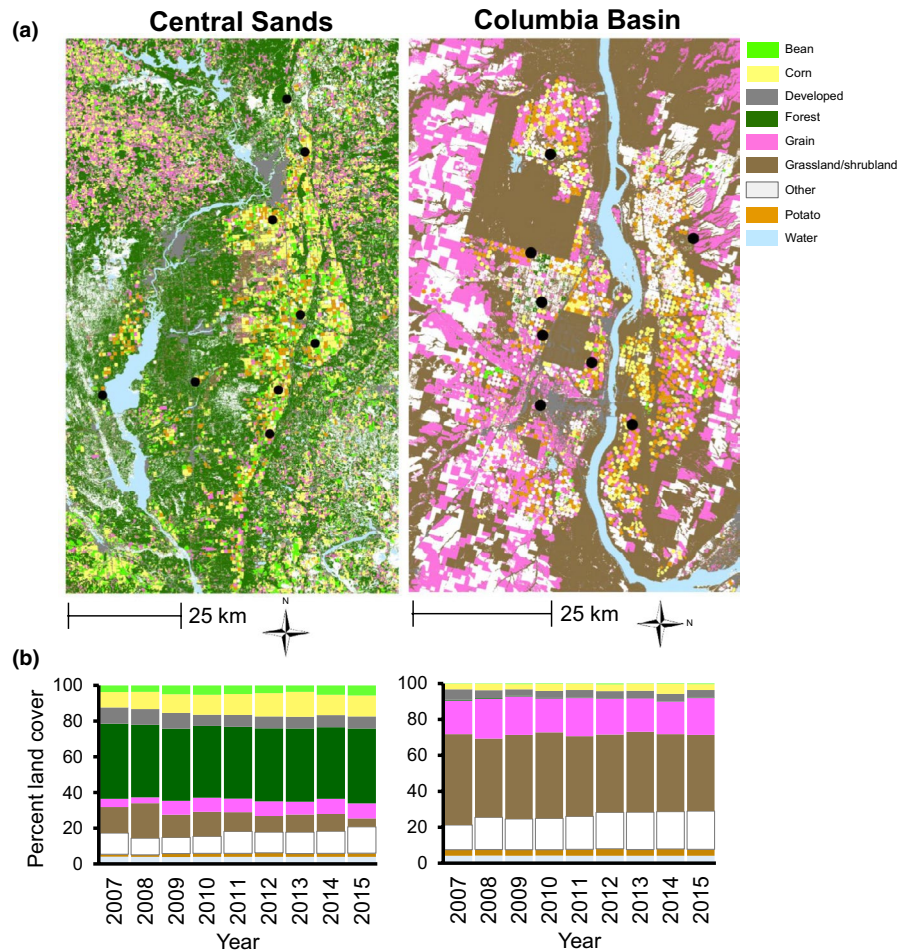 Central Sands
Columbia Basin
(a)
Bean
Corn
Developed
Forest
Grain
Grassland/shrubland
Other
Potato
Water
25 km
N
25 km
N
(b)
Percent land cover
100
80
60
40
20
0
2007
2008
2009
2010
2011
2012
2013
2014
2015
Year
100
80
60
40
20
0
2007
2008
2009
2010
2011
2012
2013
2014
2015
Year